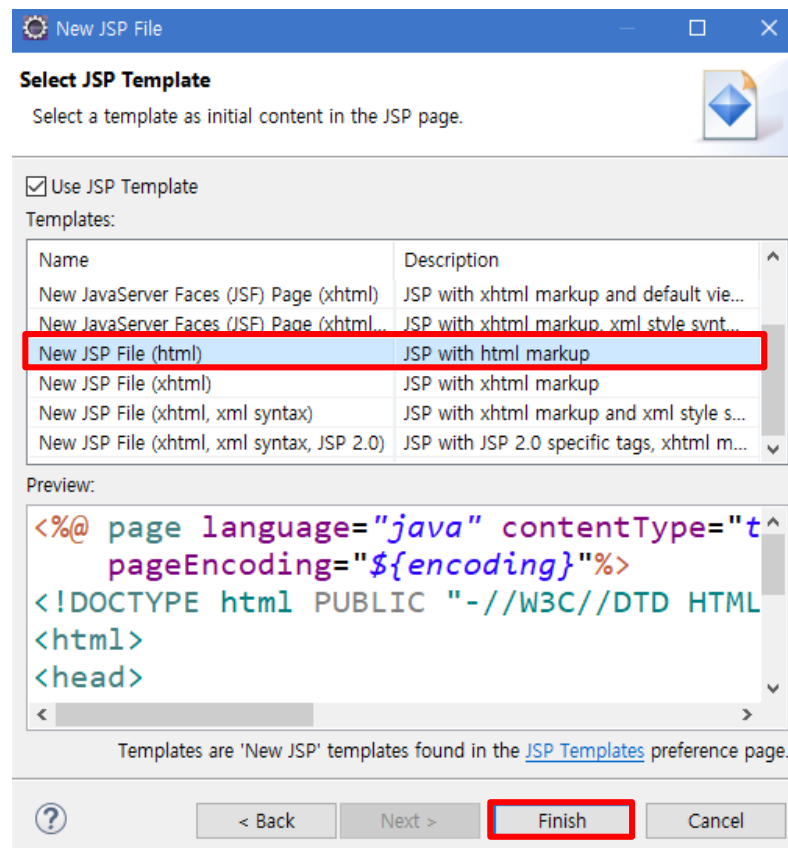 New JSP File
Select JSP Template
Select a template as initial content in the JSP page.
Use JSP Template
Templates:
Name Description
New JavaServer Faces (JSF) Page (xhtml) JSP with xhtml markup and default vie...
New JavaServer Faces (JSF) Page (xhtml... JSP with xhtml markup, xml style synt...
New JSP File (html) JSP with html markup
New JSP File (xhtml) JSP with xhtml markup
New JSP File (xhtml, xml syntax) JSP with xhtml markup and xml style s...
New JSP File (xhtml, xml syntax, JSP 2.0) JSP with JSP 2.0 specific tags, xhtml m...
Preview:
<%@ page language="java" contentType="t
pageEncoding="${encoding}"%>
<!DOCTYPE html PUBLIC "-//W3C//DTD HTML
<html>
<head>
Templates are 'New JSP' templates found in the JSP Templates preference page.
? < Back Next > Finish Cancel